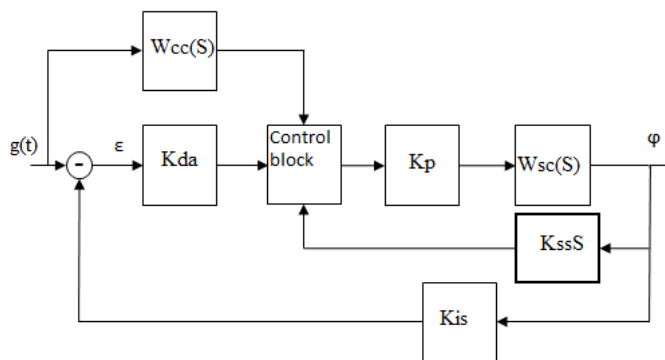 Wcc(S)
g(t)
-
ε
Kda
Control
block
Kp
Wsc(S)
φ
KssS
Kis